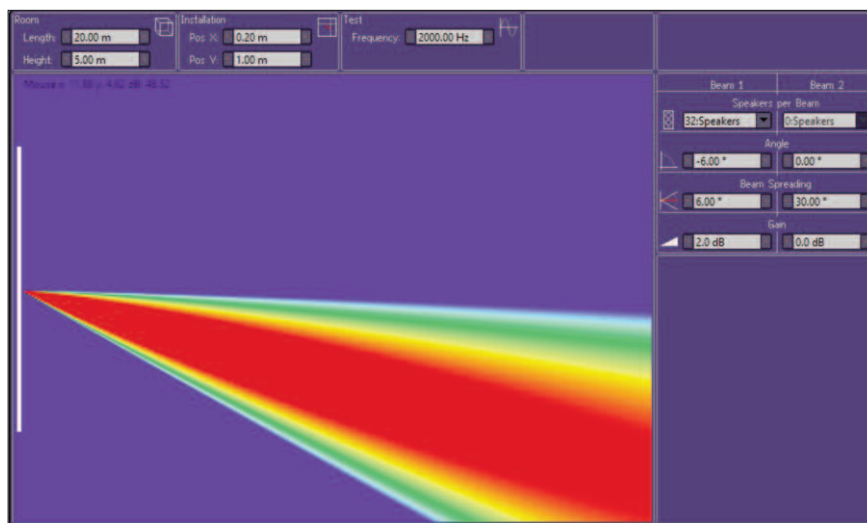 Room
Length: 20.00 m
Height: 5.00 m
Installation
Pos X: 0.20 m
Pos Y: 1.00 m
Test
Frequency: 2000.00 Hz
Beam 1 Beam 2
Speakers per Beam
32:Speakers 0:Speakers
Angle
-6.00 ° 0.00 °
Beam Spreading
6.00 ° 30.00 °
Gain
2.0 dB 0.0 dB